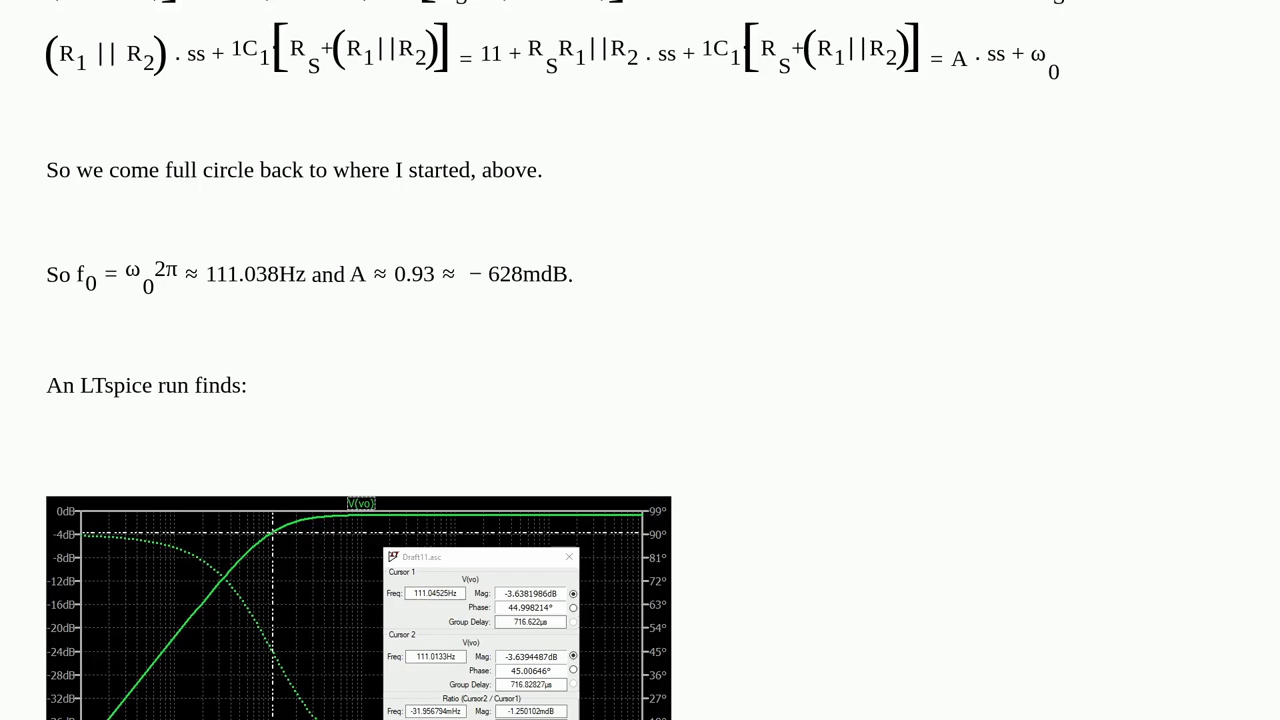 (R1 || R2) . ss + 1C1[RS+(R1||R2)] = 11 + RSR1||R2 . ss + 1C1[RS+(R1||R2)] = A . ss + ω0
So we come full circle back to where I started, above.
So f0 = ω02π ≈ 111.038Hz and A ≈ 0.93 ≈ − 628mdB.
An LTspice run finds:
V(vo)
0dB 99°
-4dB 90°
-8dB 81°
-12dB 72°
-16dB 63°
-20dB 54°
-24dB 45°
-28dB 36°
-32dB 27°
Draft11.asc
Cursor 1
V(vo)
Freq: 111.04525Hz Mag: -3.6381986dB
Phase: 44.998214°
Group Delay: 716.622µs
Cursor 2
V(vo)
Freq: 111.0133Hz Mag: -3.6394487dB
Phase: 45.00646°
Group Delay: 716.82827µs
Ratio (Cursor2 / Cursor1)
Freq: -31.956794mHz Mag: -1.250102mdB